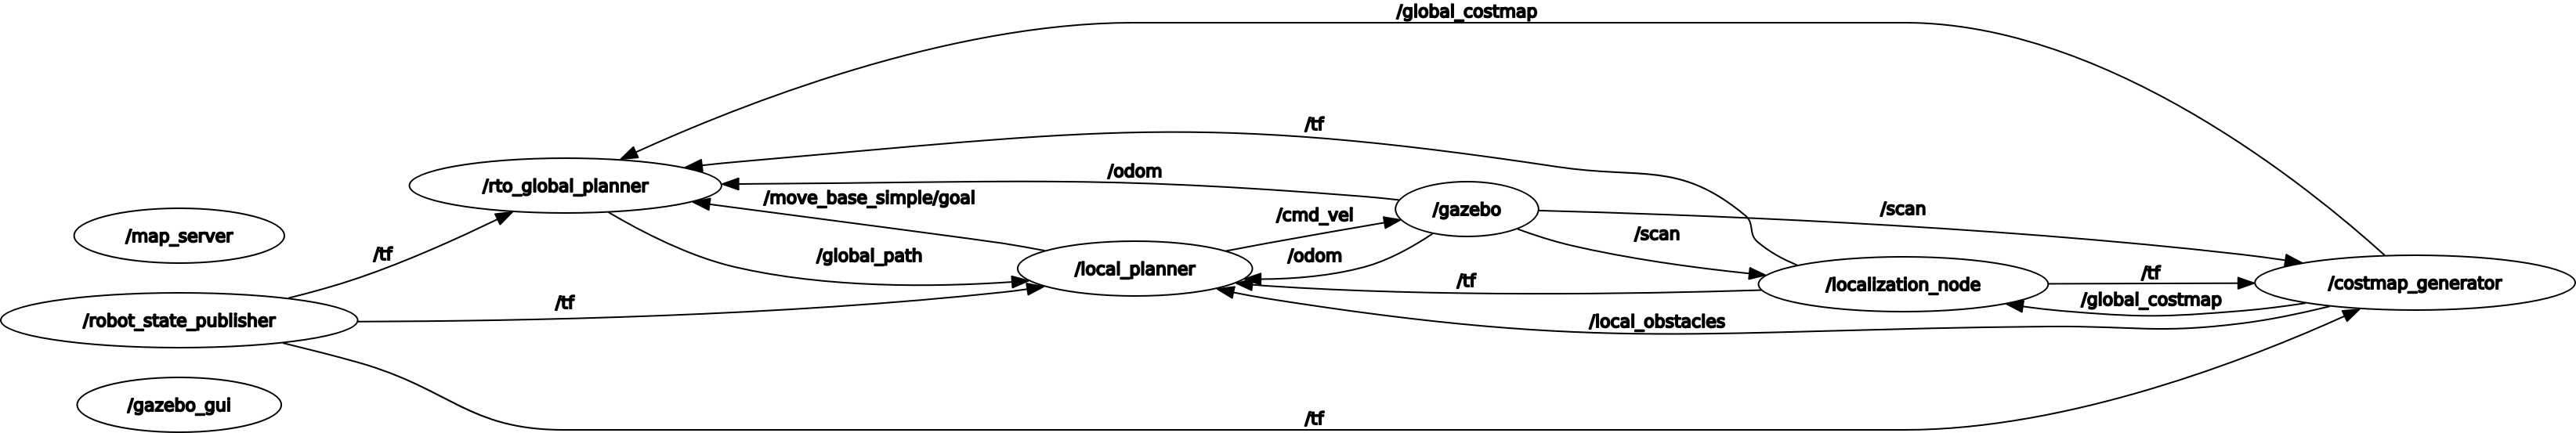 /global_costmap
/tf
/odom
/rto_global_planner
/move_base_simple/goal
/gazebo
/scan
/cmd_vel
/map_server
/scan
/tf
/global_path
/odom
/local_planner
/tf
/tf
/localization_node
/costmap_generator
/global_costmap
/tf
/robot_state_publisher
/local_obstacles
/gazebo_gui
/tf